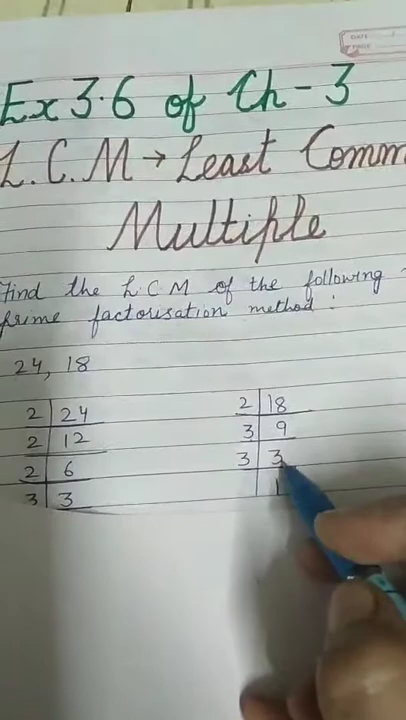 Ex 3.6 of Ch-3
L.C.M → Least Comm
Multiple
Find the L.C.M of the following
prime factorisation method :
24, 18
2 | 24
2 | 12
2 | 6
3 | 3
2 | 18
3 | 9
3 | 3
1